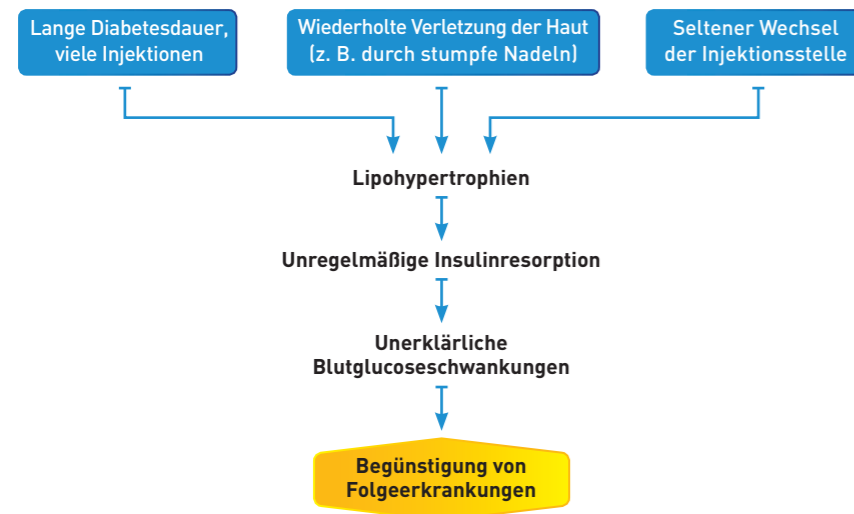 Lange Diabetesdauer,
viele Injektionen
Wiederholte Verletzung der Haut
(z. B. durch stumpfe Nadeln)
Seltener Wechsel
der Injektionsstelle
Lipohypertrophien
Unregelmäßige Insulinresorption
Unerklärliche
Blutglucoseschwankungen
Begünstigung von
Folgeerkrankungen